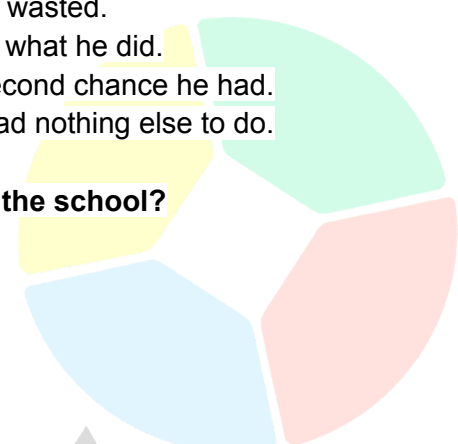 wasted.
what he did.
econd chance he had.
ad nothing else to do.
the school?